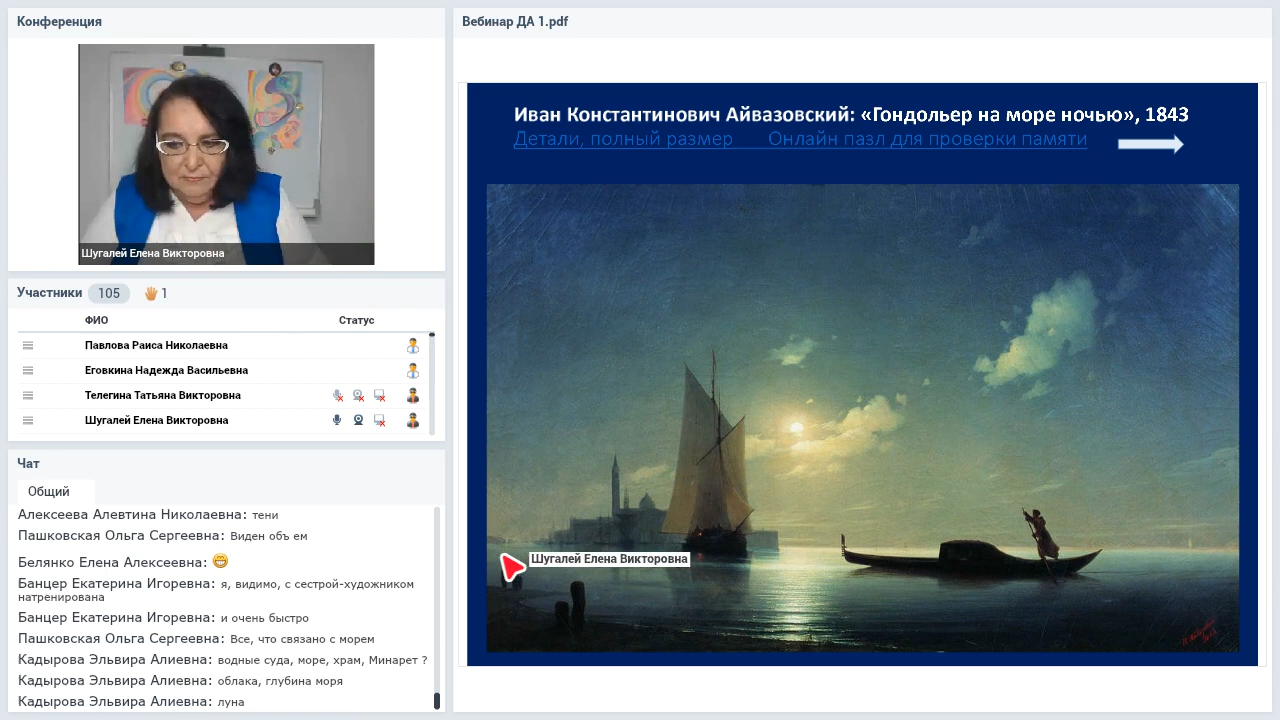 Конференция
Шугалей Елена Викторовна
Участники 105 1
ФИО Статус
Павлова Раиса Николаевна
Еговкина Надежда Васильевна
Телегина Татьяна Викторовна
Шугалей Елена Викторовна
Чат
Общий
Алексеева Алевтина Николаевна: тени
Пашковская Ольга Сергеевна: Виден объ ем
Белянко Елена Алексеевна:
Банцер Екатерина Игоревна: я, видимо, с сестрой-художником
натренирована
Банцер Екатерина Игоревна: и очень быстро
Пашковская Ольга Сергеевна: Все, что связано с морем
Кадырова Эльвира Алиевна: водные суда, море, храм, Минарет ?
Кадырова Эльвира Алиевна: облака, глубина моря
Кадырова Эльвира Алиевна: луна
Вебинар ДА 1.pdf
Иван Константинович Айвазовский: «Гондольер на море ночью», 1843
Детали, полный размер Онлайн пазл для проверки памяти
Шугалей Елена Викторовна